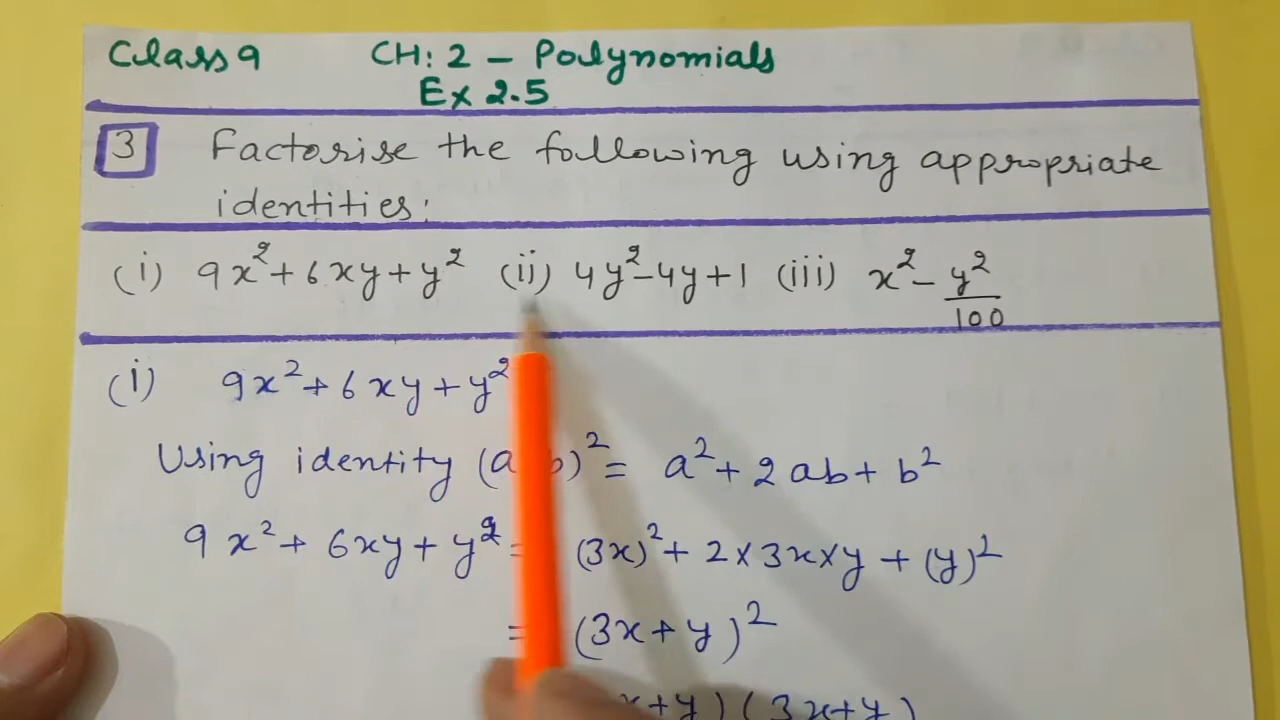 Class 9 CH: 2 - Polynomials
Ex 2.5
3 Factorise the following using appropriate
identities:
(i) 9x²+6xy+y² (ii) 4y²-4y+1 (iii) x² - y²/100
(i) 9x²+6xy+y²
Using identity (a b)² = a²+2ab+b²
9x²+6xy+y² = (3x)²+2×3x×y+(y)²
= (3x+y)²
x+y)(3x+y)